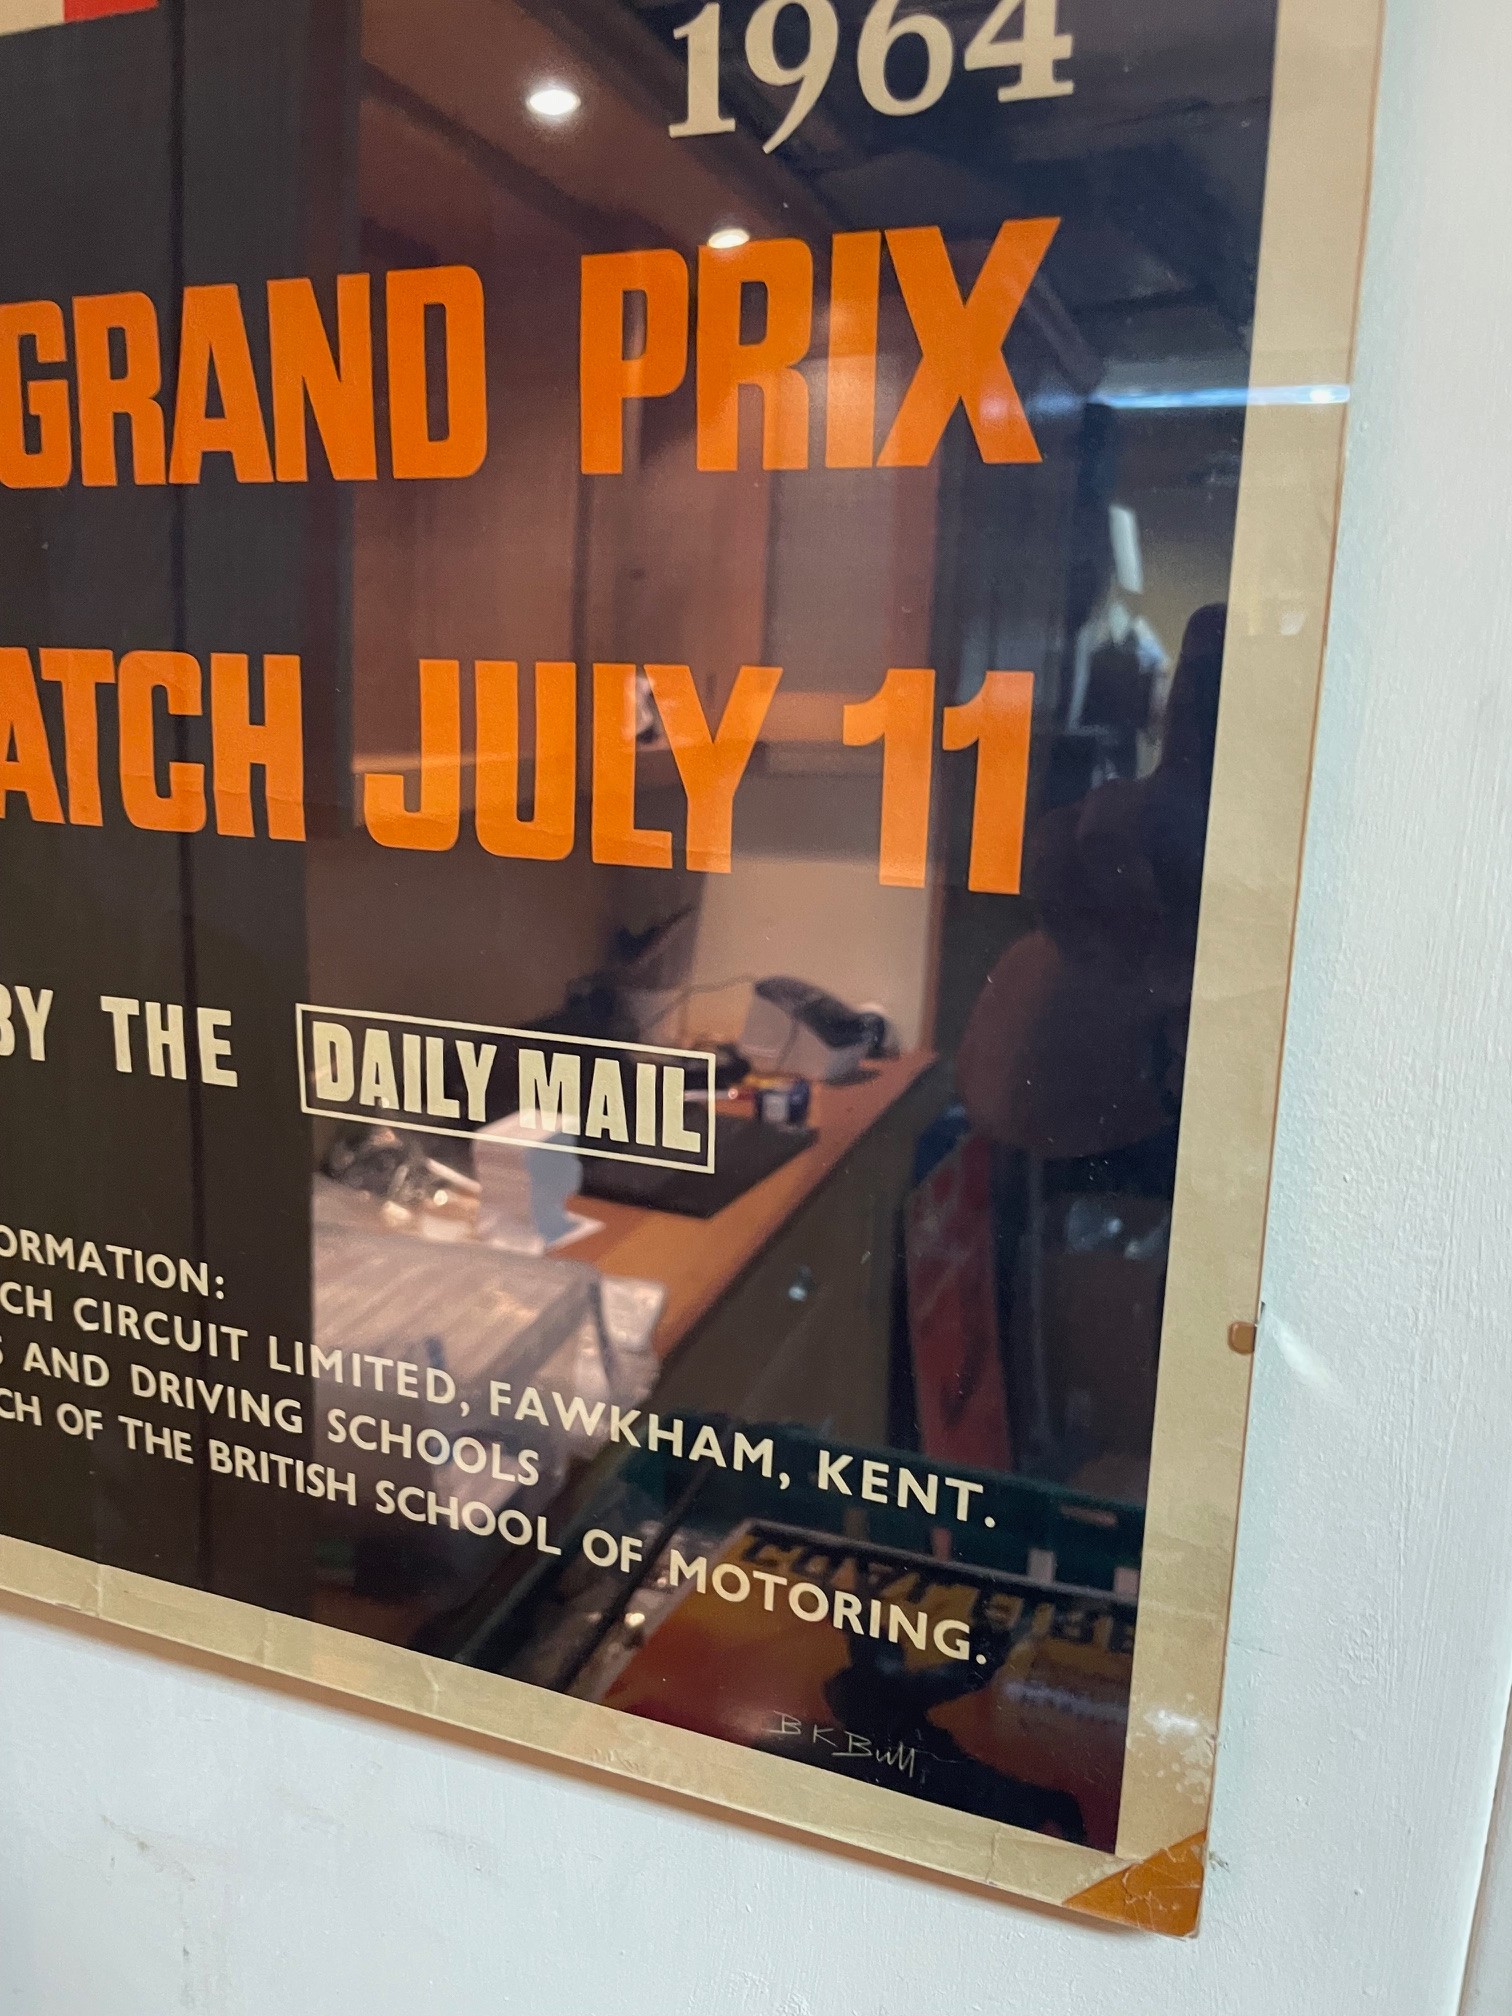 1964
GRAND PRIX
ATCH JULY 11
BY THE DAILY MAIL
ORMATION:
CH CIRCUIT LIMITED, FAWKHAM, KENT.
S AND DRIVING SCHOOLS
CH OF THE BRITISH SCHOOL OF MOTORING.
B K Bull